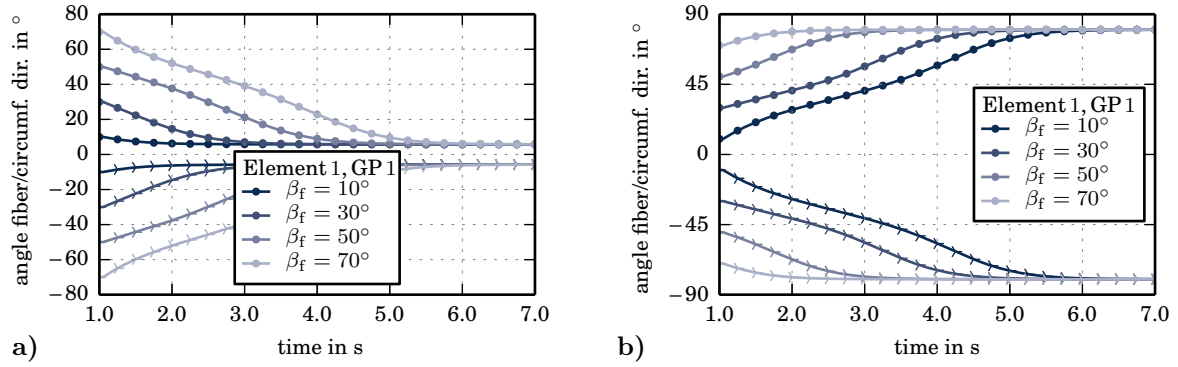 angle fiber/circumf. dir. in °
80
60
40
20
0
−20
−40
−60
−80
1.0 2.0 3.0 4.0 5.0 6.0 7.0
time in s
Element 1, GP 1
βf = 10°
βf = 30°
βf = 50°
βf = 70°
a)
angle fiber/circumf. dir. in °
90
45
0
−45
−90
1.0 2.0 3.0 4.0 5.0 6.0 7.0
time in s
Element 1, GP 1
βf = 10°
βf = 30°
βf = 50°
βf = 70°
b)